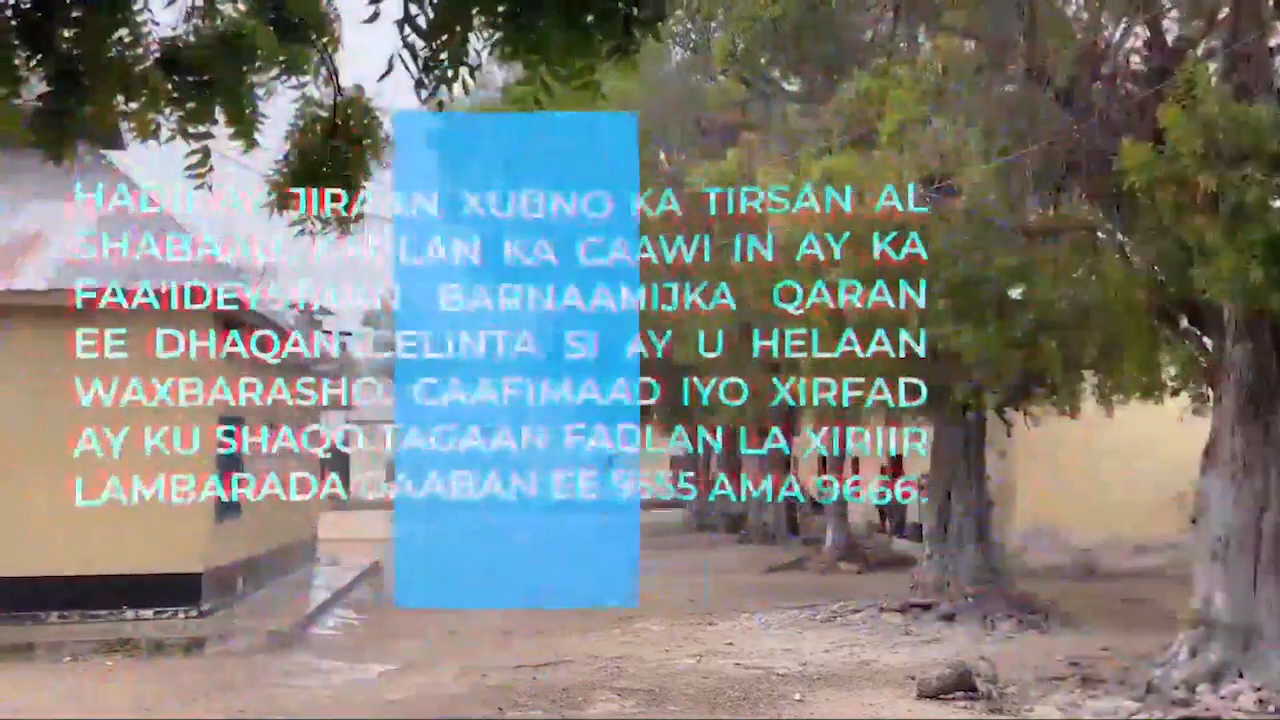 HADII AY JIRAAN XUBNO KA TIRSAN AL
SHABAAB, FADLAN KA CAAWI IN AY KA
FAA'IDEYSTAAN BARNAAMIJKA QARAN
EE DHAQAN CELINTA SI AY U HELAAN
WAXBARASHO, CAAFIMAAD IYO XIRFAD
AY KU SHAQO TAGAAN FADLAN LA XIRIIR
LAMBARADA GAABAN EE 9655 AMA 9666.